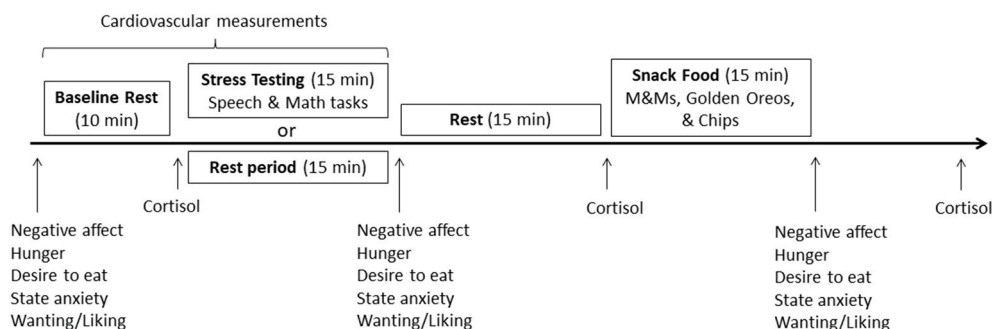 Cardiovascular measurements
Baseline Rest
(10 min)
Stress Testing (15 min)
Speech & Math tasks
or
Rest period (15 min)
Rest (15 min)
Snack Food (15 min)
M&Ms, Golden Oreos,
& Chips
Cortisol
Cortisol
Cortisol
Negative affect
Hunger
Desire to eat
State anxiety
Wanting/Liking
Negative affect
Hunger
Desire to eat
State anxiety
Wanting/Liking
Negative affect
Hunger
Desire to eat
State anxiety
Wanting/Liking